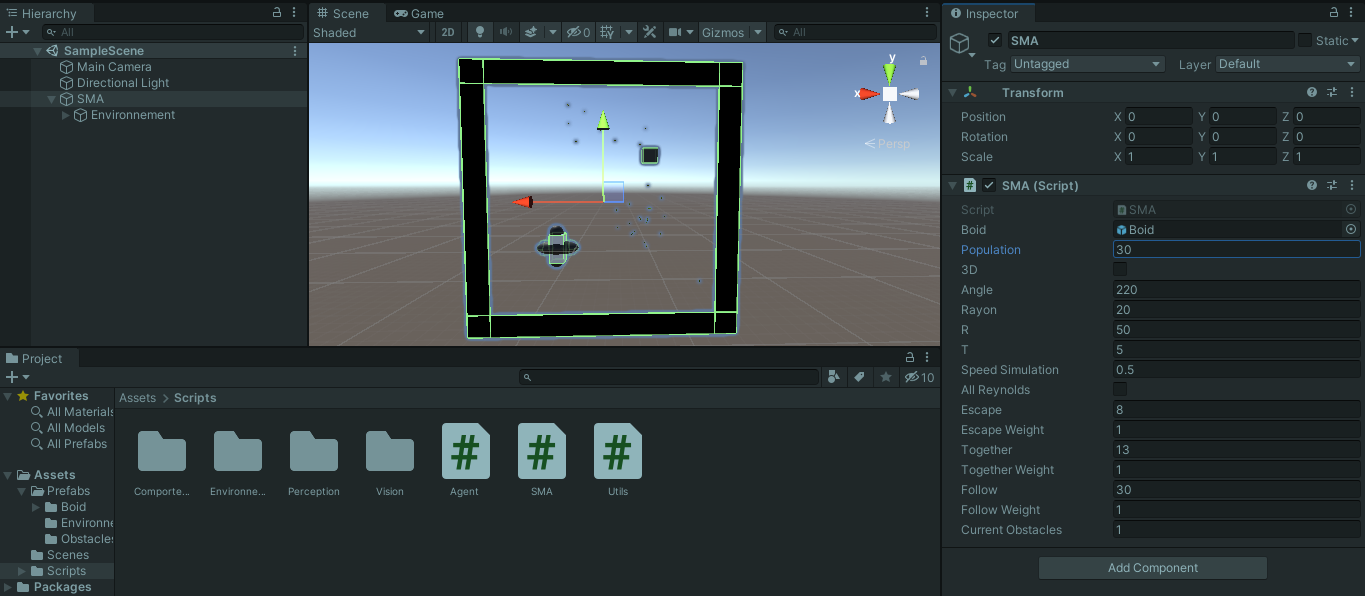 Hierarchy
All
SampleScene
Main Camera
Directional Light
SMA
Environnement
Scene
Game
Shaded
2D
0
Gizmos
All
y
x
Persp
Inspector
SMA
Static
Tag
Untagged
Layer
Default
Transform
Position X 0 Y 0 Z 0
Rotation X 0 Y 0 Z 0
Scale X 1 Y 1 Z 1
SMA (Script)
Script SMA
Boid Boid
Population 30
3D
Angle 220
Rayon 20
R 50
T 5
Speed Simulation 0.5
All Reynolds
Escape 8
Escape Weight 1
Together 13
Together Weight 1
Follow 30
Follow Weight 1
Current Obstacles 1
Add Component
Project
10
Favorites
All Materials
All Models
All Prefabs
Assets
Prefabs
Boid
Environne
Obstacles
Scenes
Scripts
Packages
Assets > Scripts
Comporte...
Environne...
Perception
Vision
Agent
SMA
Utils